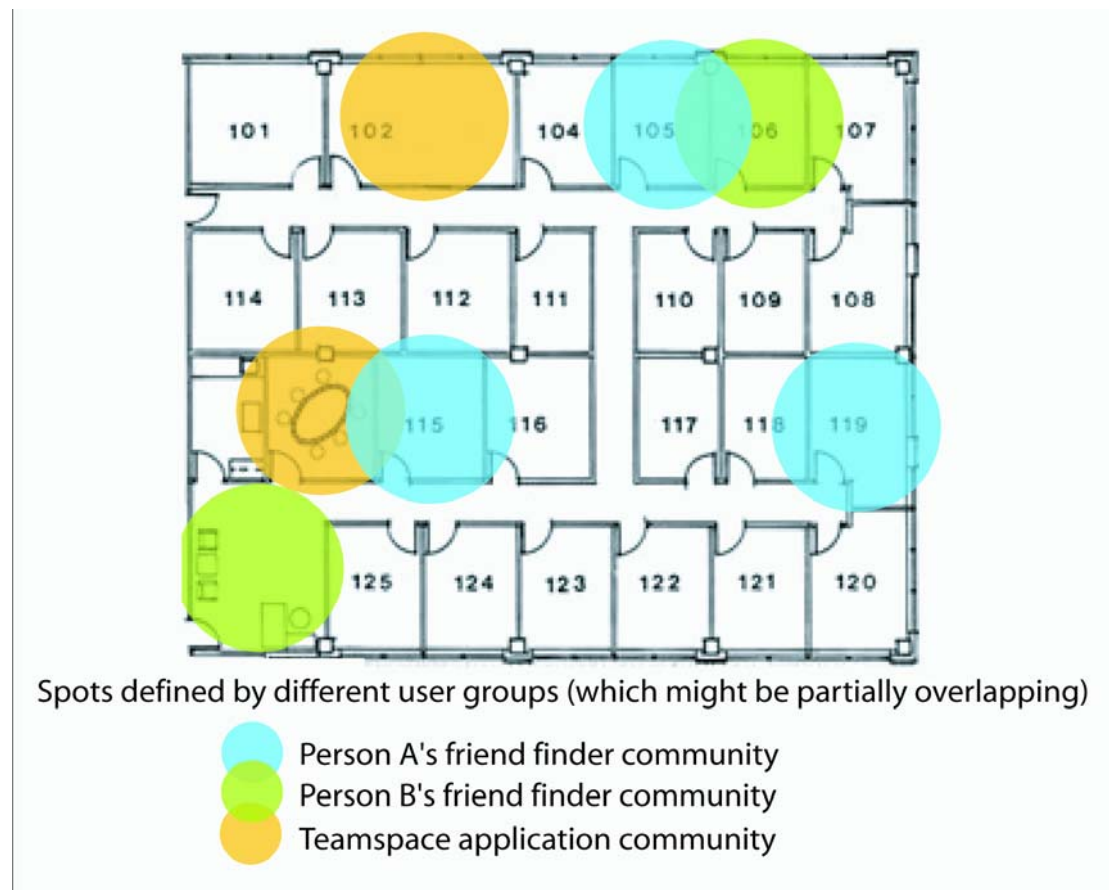 101 102 104 105 106 107
114 113 112 111 110 109 108
115 116 117 118 119
125 124 123 122 121 120
Spots defined by different user groups (which might be partially overlapping)
Person A's friend finder community
Person B's friend finder community
Teamspace application community